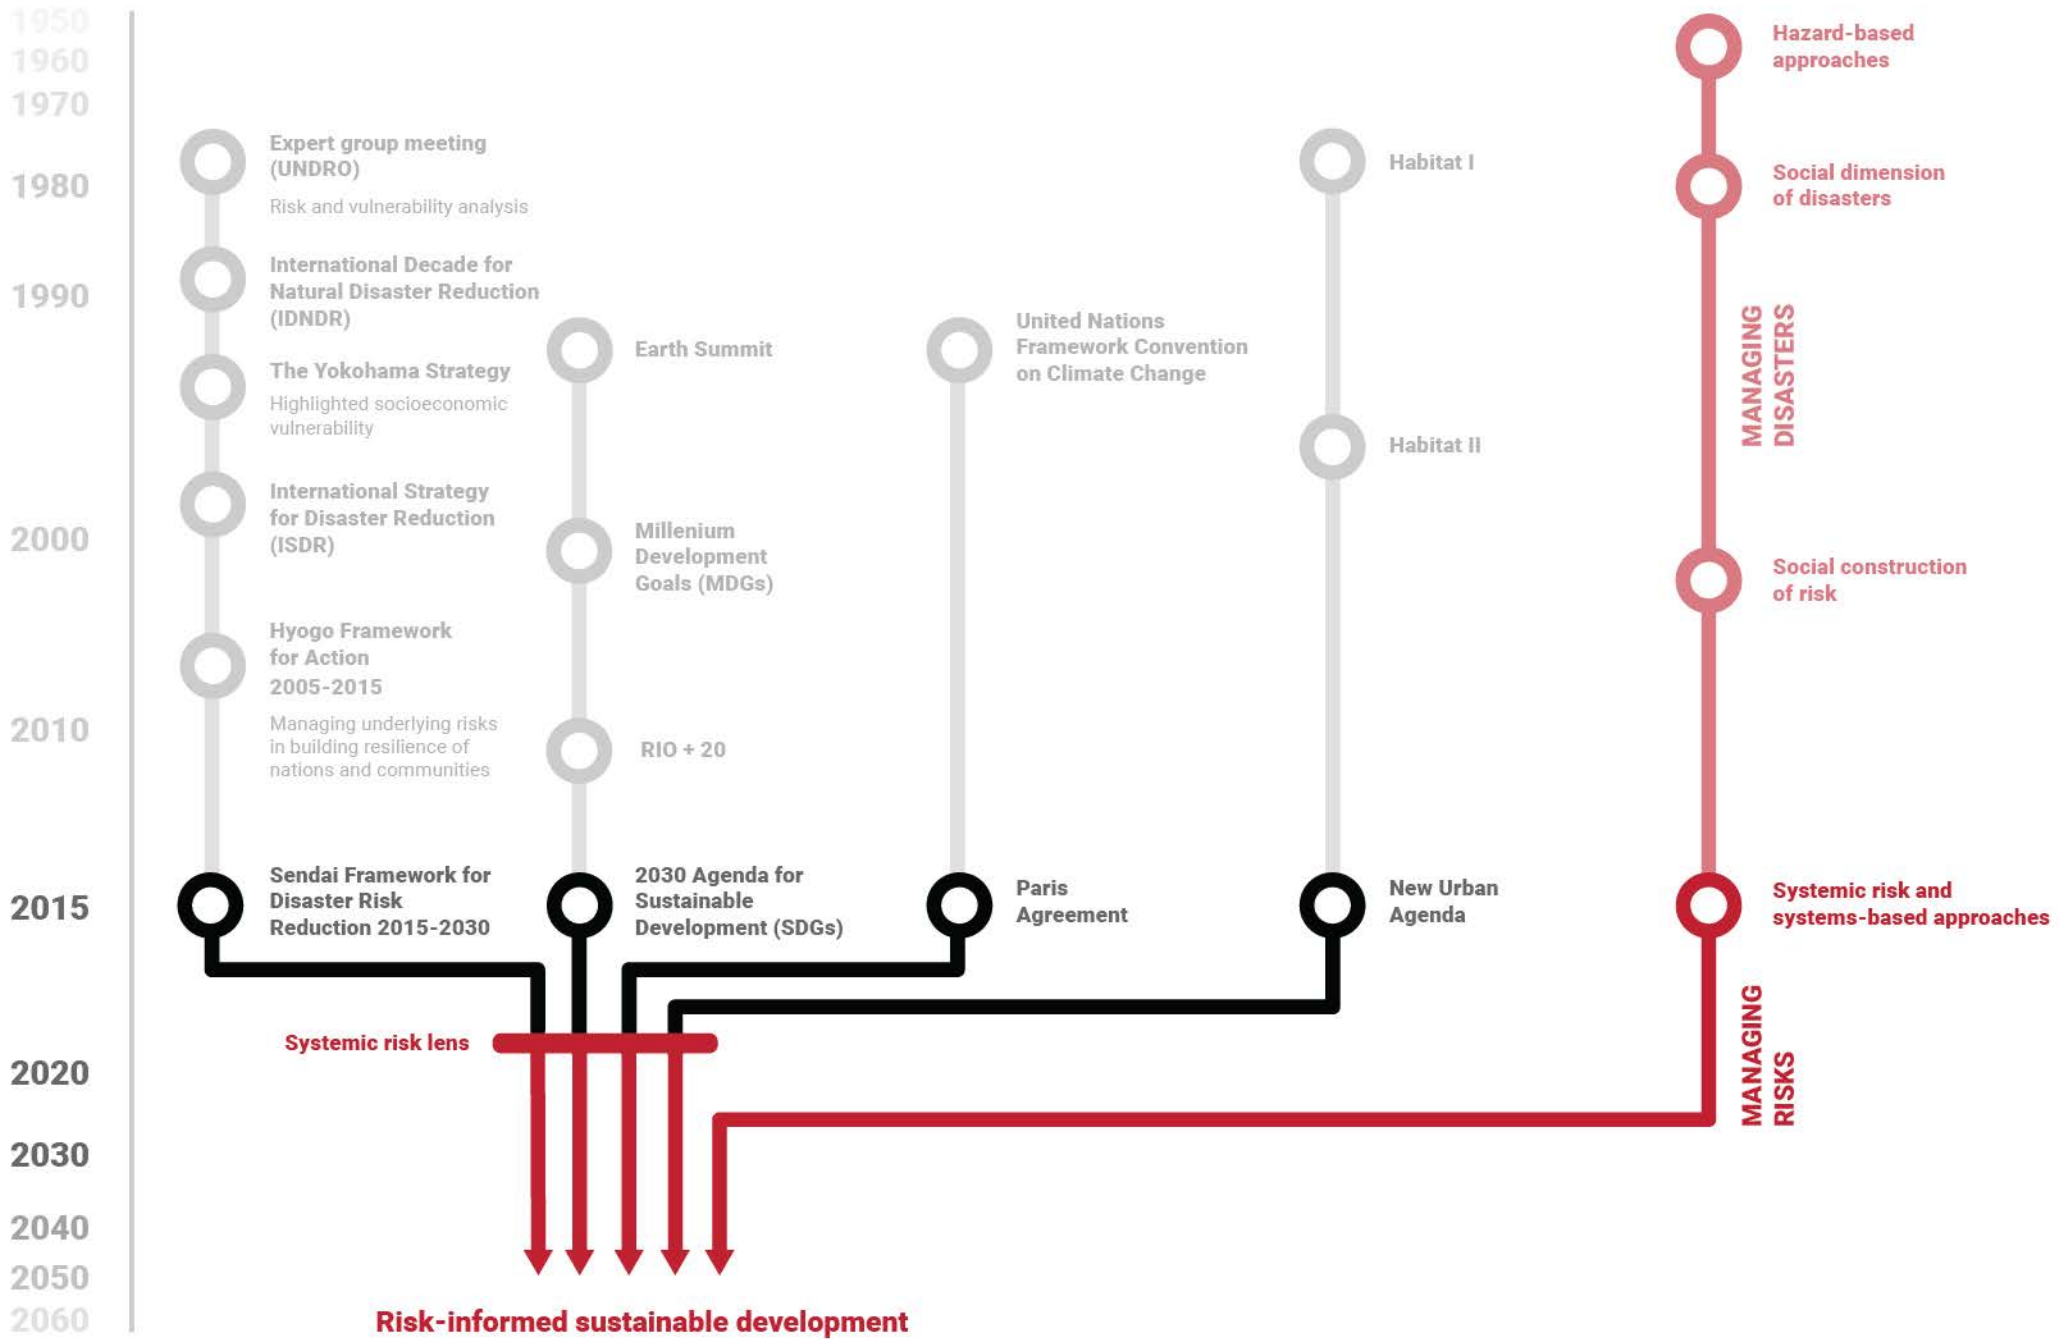 1950
1960
1970
1980
1990
2000
2010
2015
2020
2030
2040
2050
2060
Expert group meeting
(UNDRO)
Risk and vulnerability analysis
International Decade for
Natural Disaster Reduction
(IDNDR)
The Yokohama Strategy
Highlighted socioeconomic
vulnerability
International Strategy
for Disaster Reduction
(ISDR)
Hyogo Framework
for Action
2005-2015
Managing underlying risks
in building resilience of
nations and communities
Sendai Framework for
Disaster Risk
Reduction 2015-2030
Earth Summit
Millenium
Development
Goals (MDGs)
RIO + 20
2030 Agenda for
Sustainable
Development (SDGs)
United Nations
Framework Convention
on Climate Change
Paris
Agreement
Habitat I
Habitat II
New Urban
Agenda
Hazard-based
approaches
Social dimension
of disasters
MANAGING
DISASTERS
Social construction
of risk
Systemic risk and
systems-based approaches
MANAGING
RISKS
Systemic risk lens
Risk-informed sustainable development